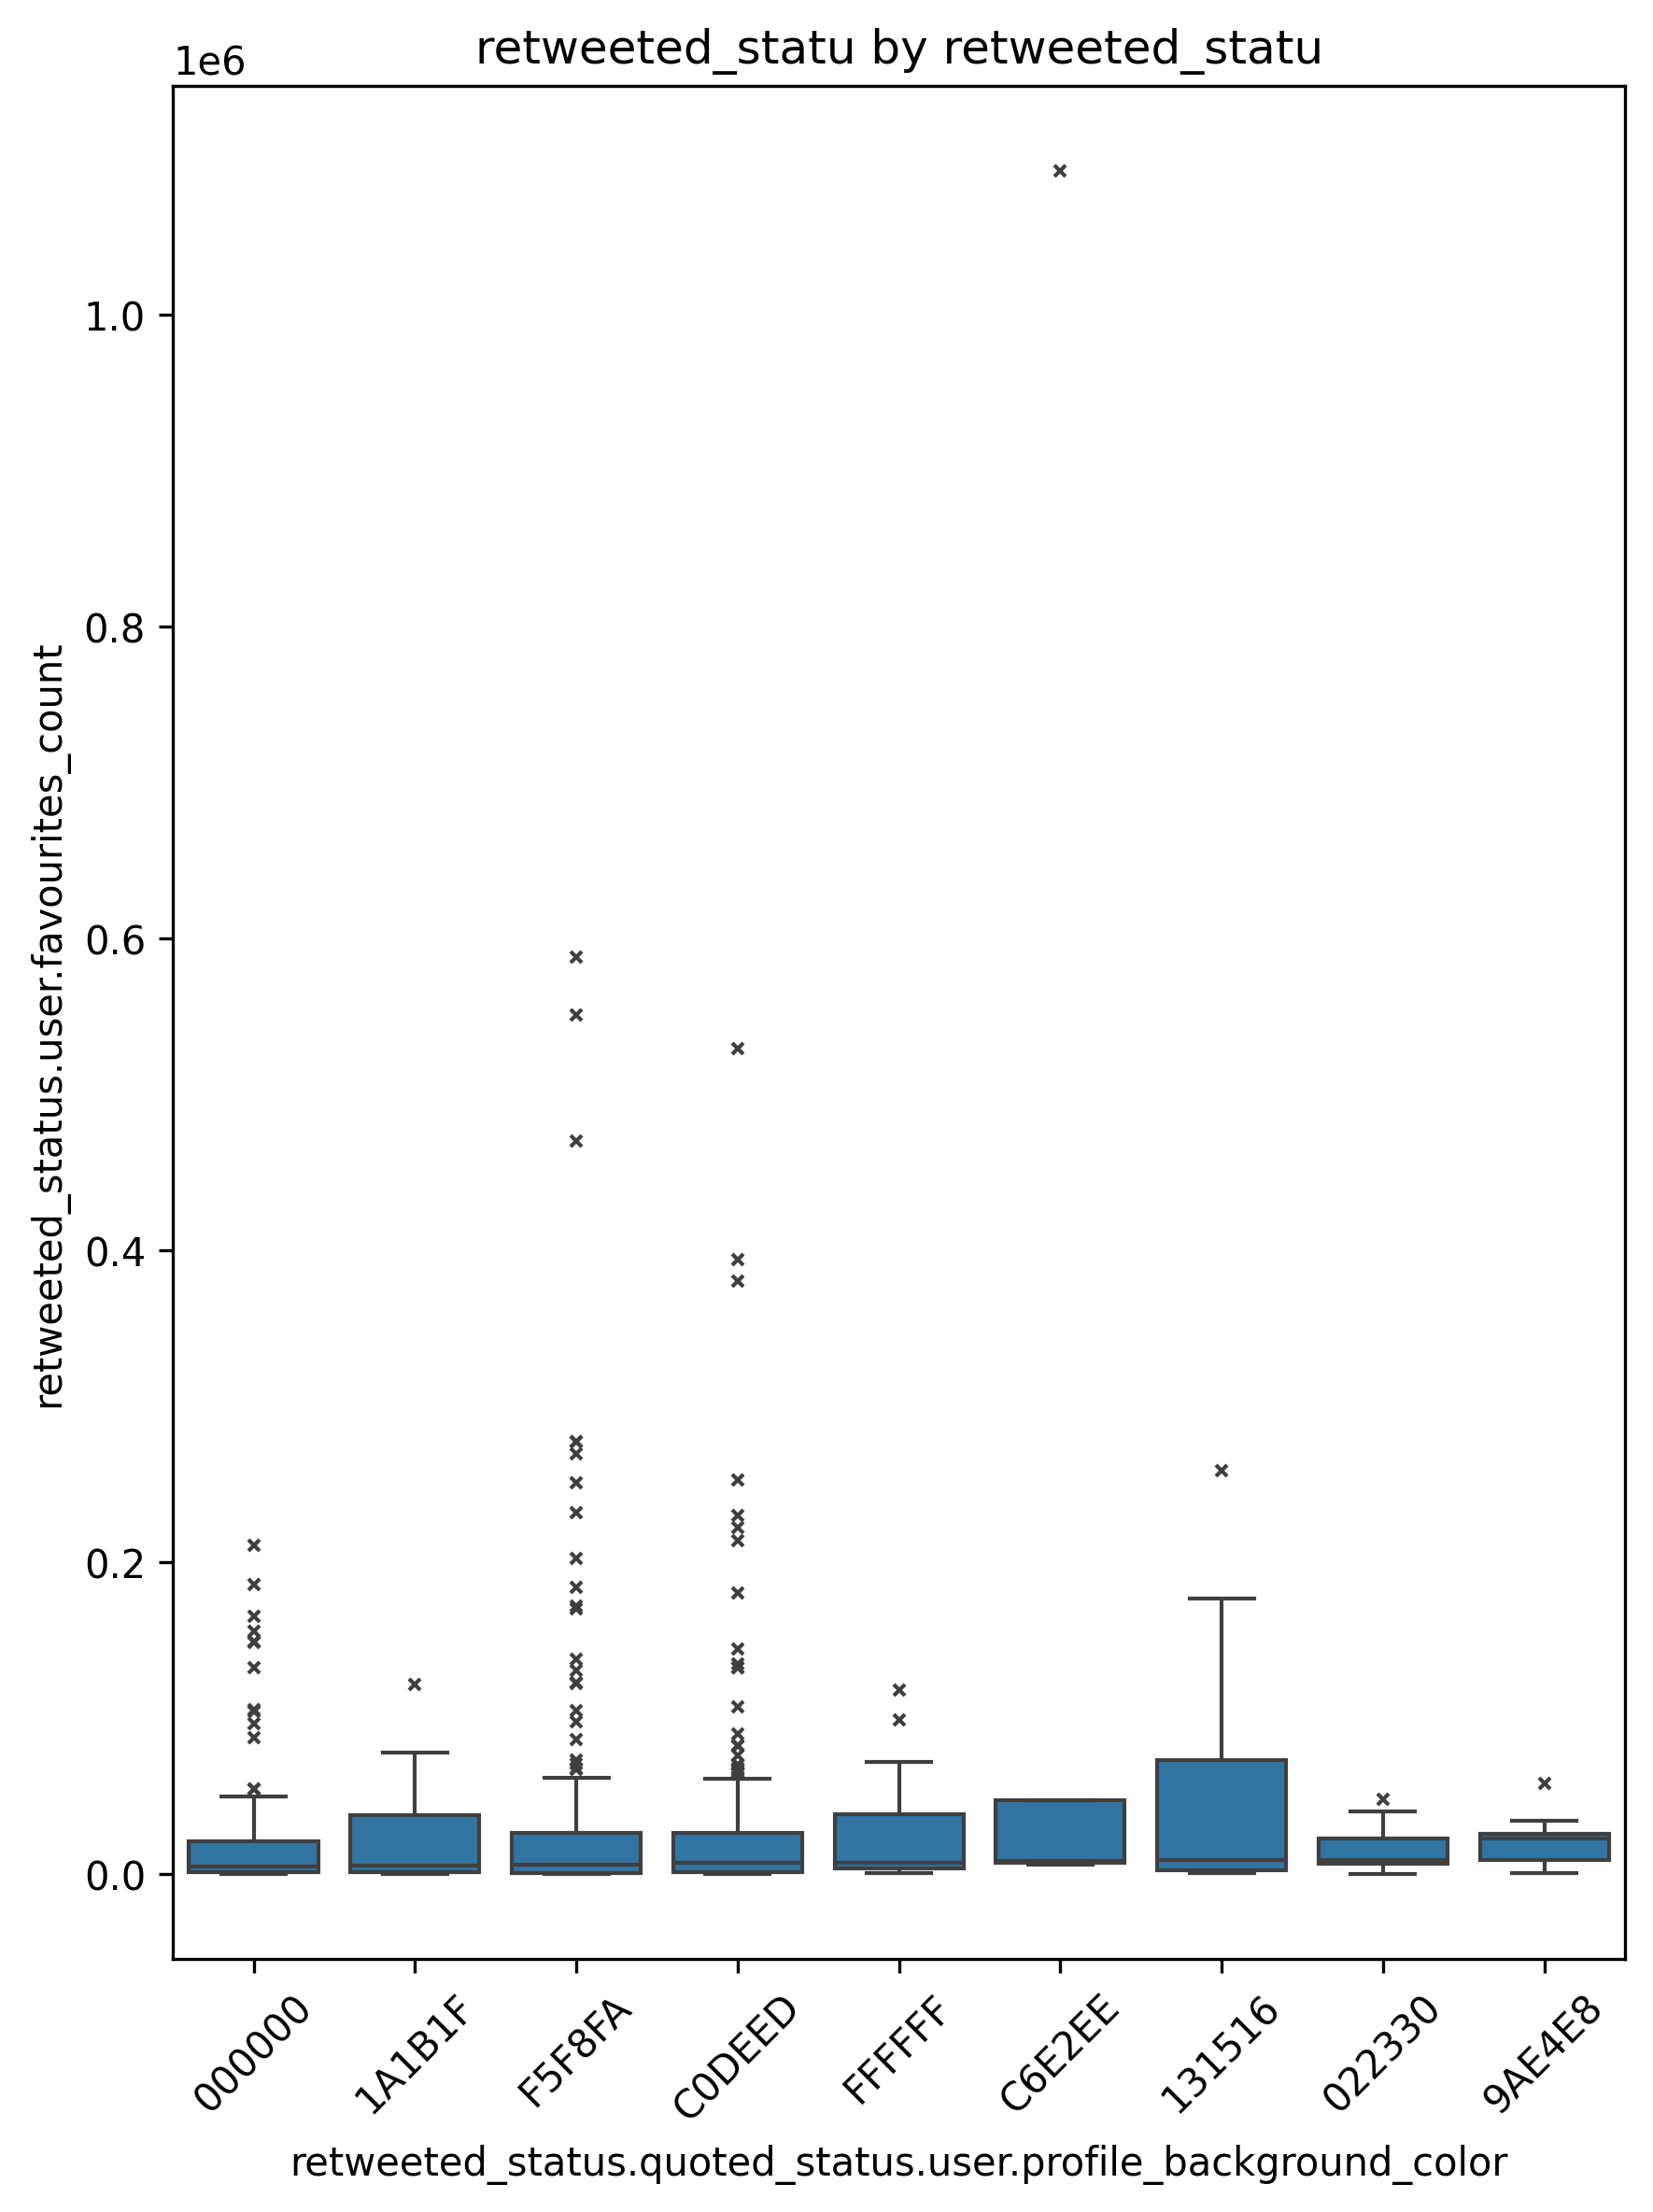 retweeted_statu by retweeted_statu
1e6
1.0
0.8
0.6
0.4
0.2
0.0
retweeted_status.user.favourites_count
000000
1A1B1F
F5F8FA
C0DEED
FFFFFF
C6E2EE
131516
022330
9AE4E8
retweeted_status.quoted_status.user.profile_background_color